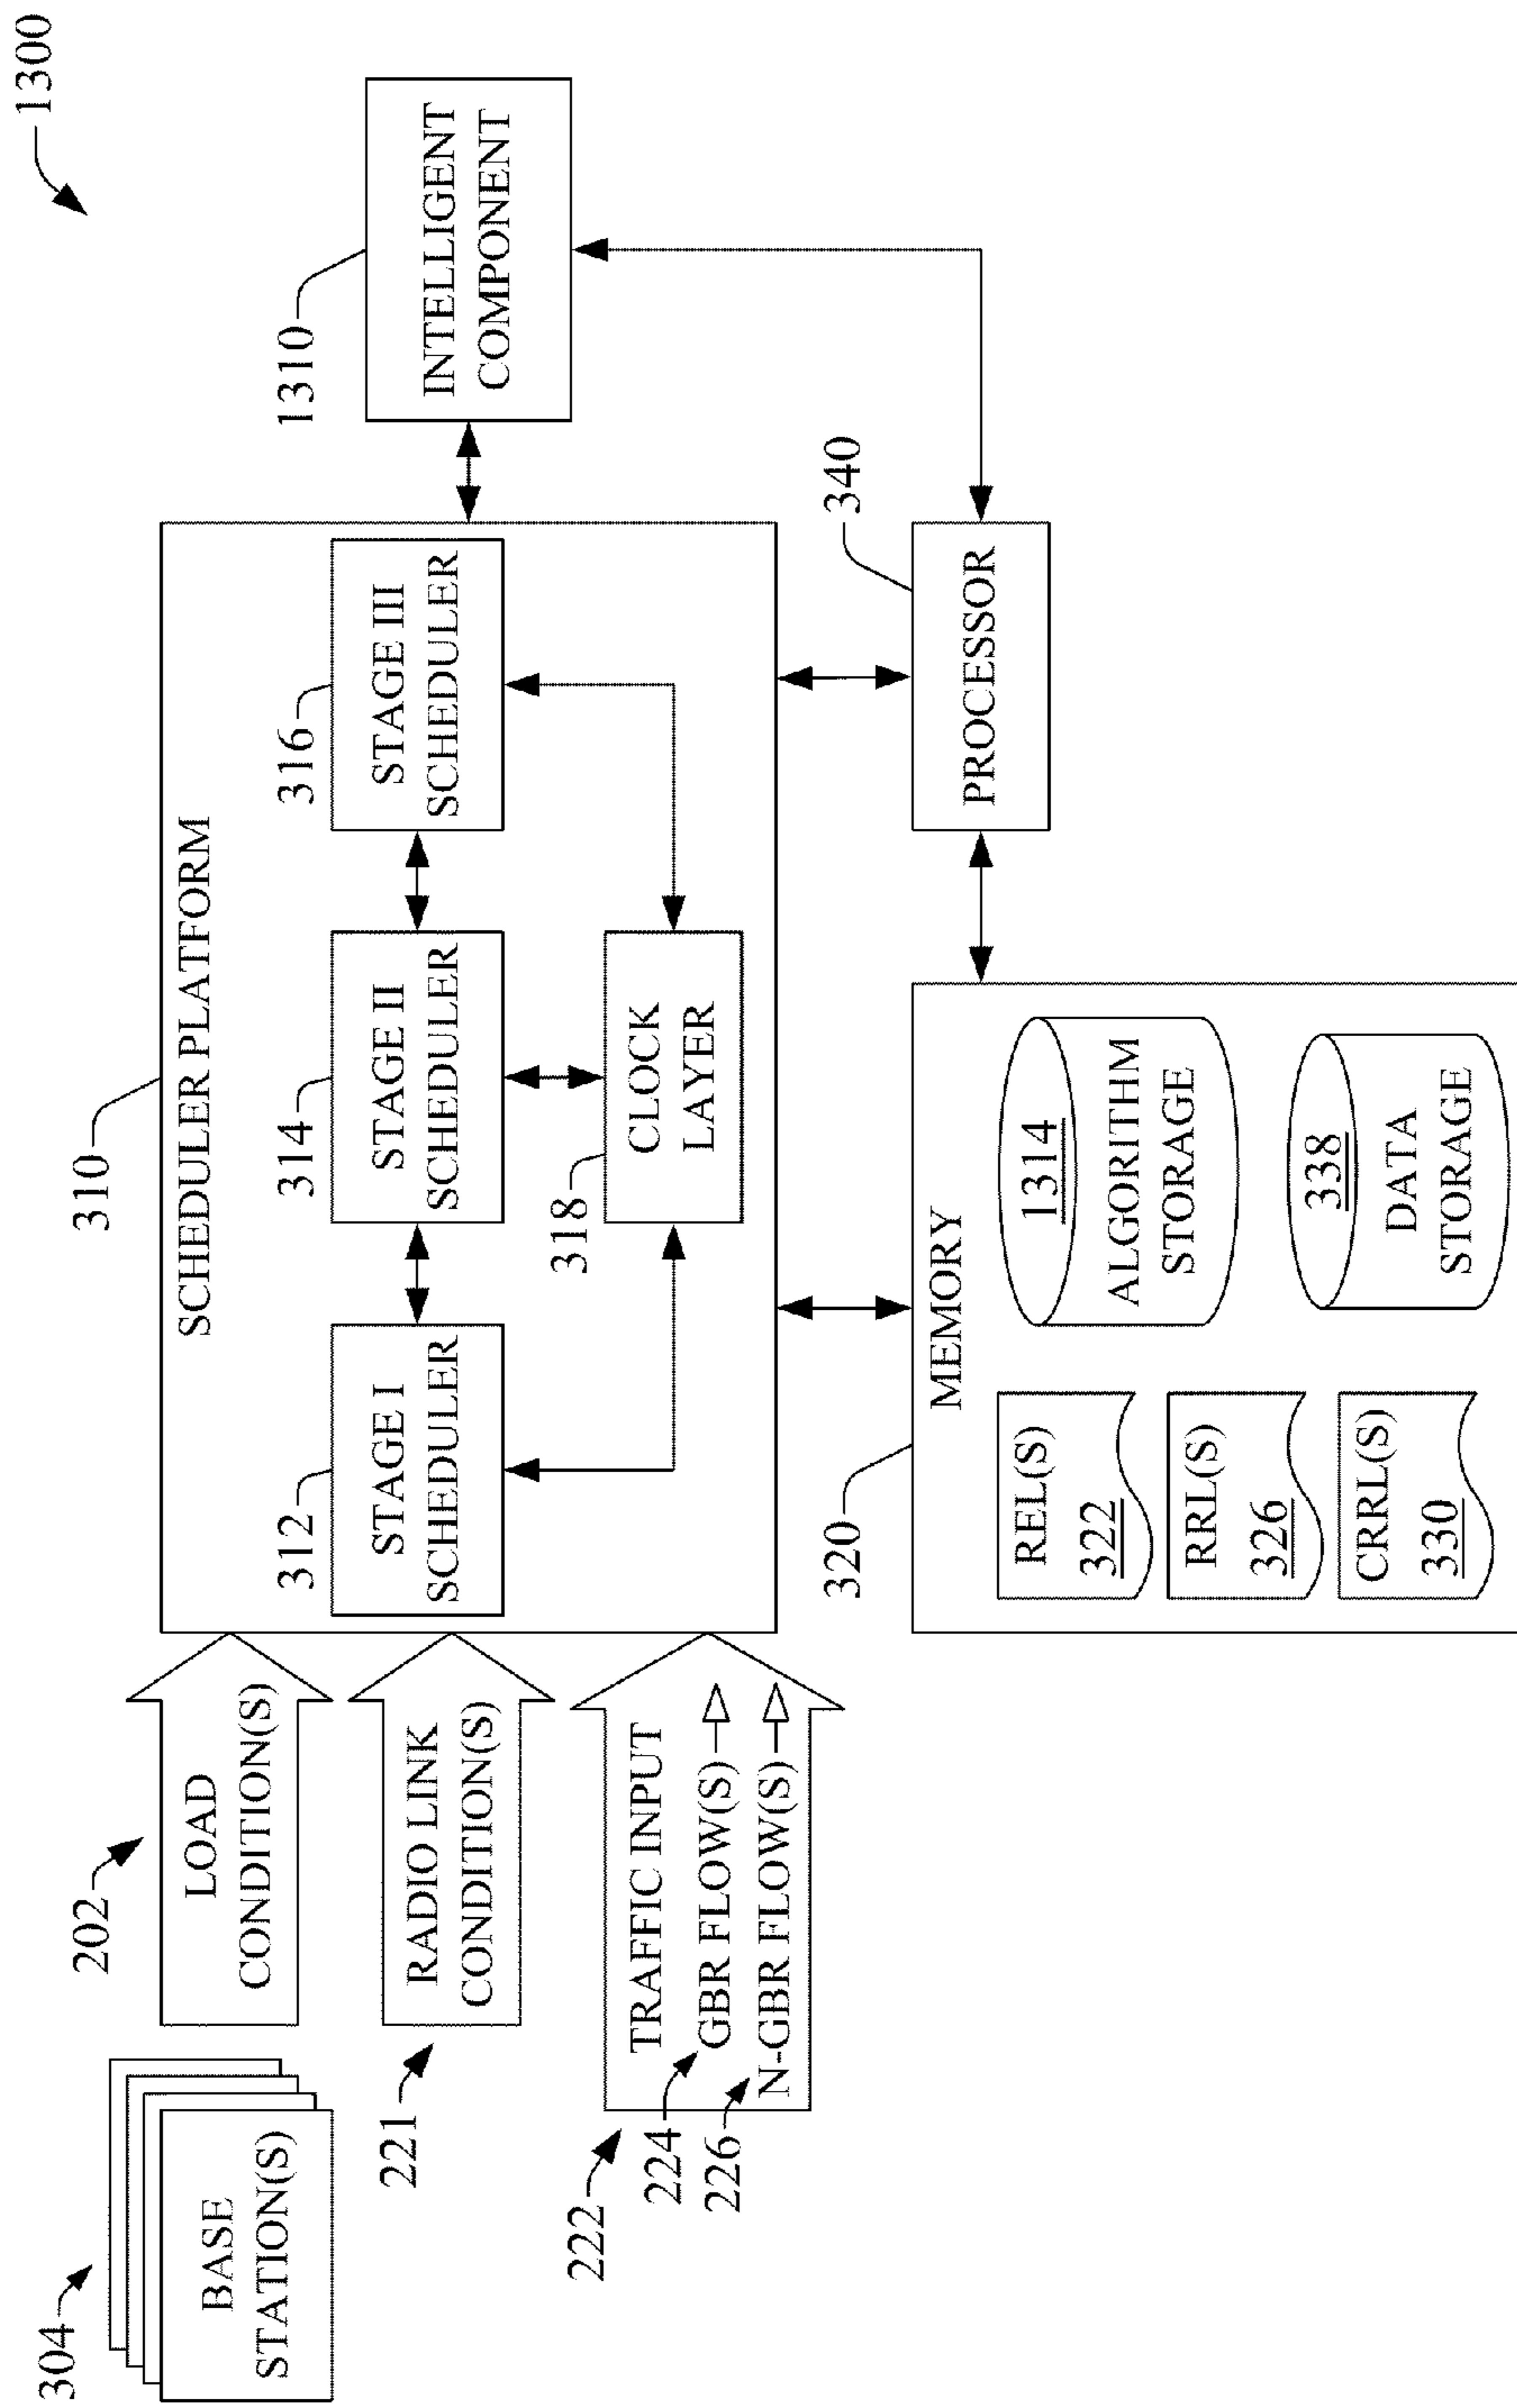 1300
304
BASE
STATION(S)
202
LOAD
CONDITION(S)
221
RADIO LINK
CONDITION(S)
222
TRAFFIC INPUT
224
GBR FLOW(S)
226
N-GBR FLOW(S)
310
SCHEDULER PLATFORM
312
STAGE I
SCHEDULER
314
STAGE II
SCHEDULER
316
STAGE III
SCHEDULER
318
CLOCK
LAYER
1310
INTELLIGENT
COMPONENT
320
MEMORY
REL(S)
322
RRL(S)
326
CRRL(S)
330
1314
ALGORITHM
STORAGE
338
DATA
STORAGE
340
PROCESSOR